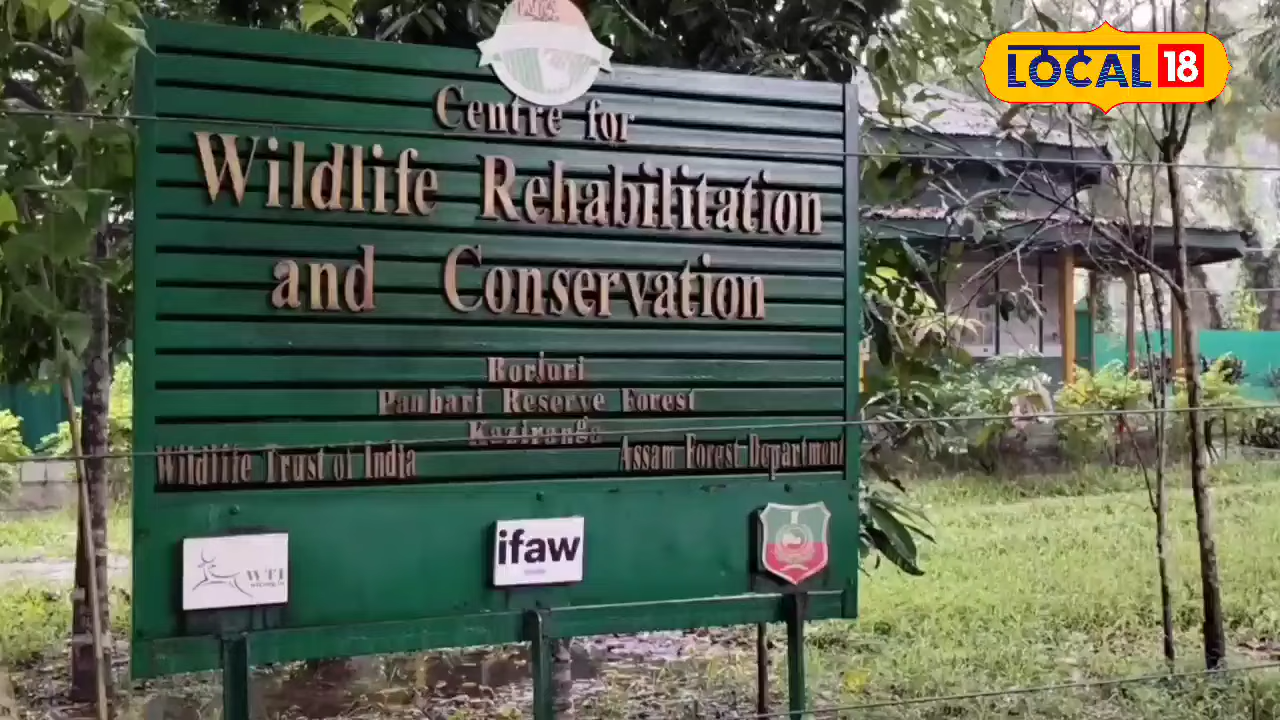 LOCAL 18
Centre for
Wildlife Rehabilitation
and Conservation
Borjuri
Panbari Reserve Forest
Kaziranga
Wildlife Trust of India
Assam Forest Department
WTI
ifaw